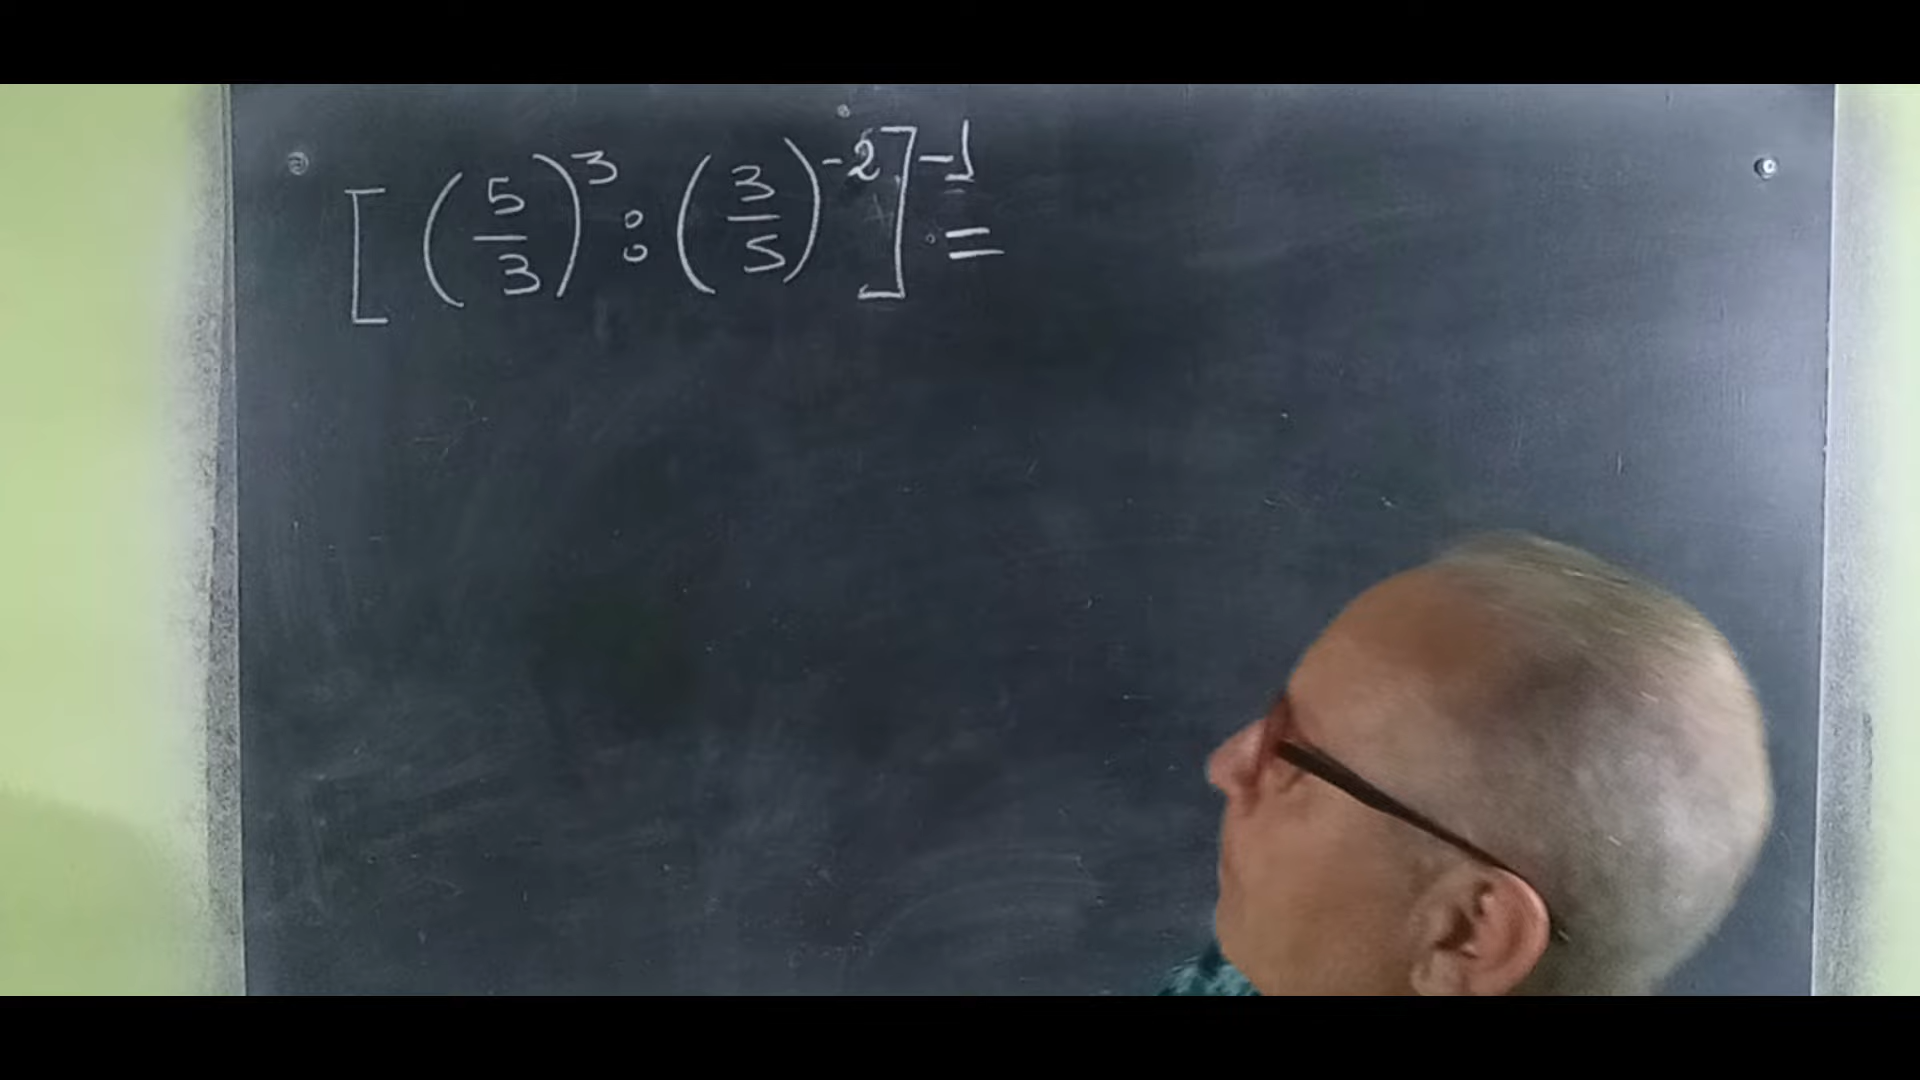 [(5/3)³ : (3/5)⁻²]⁻¹ =